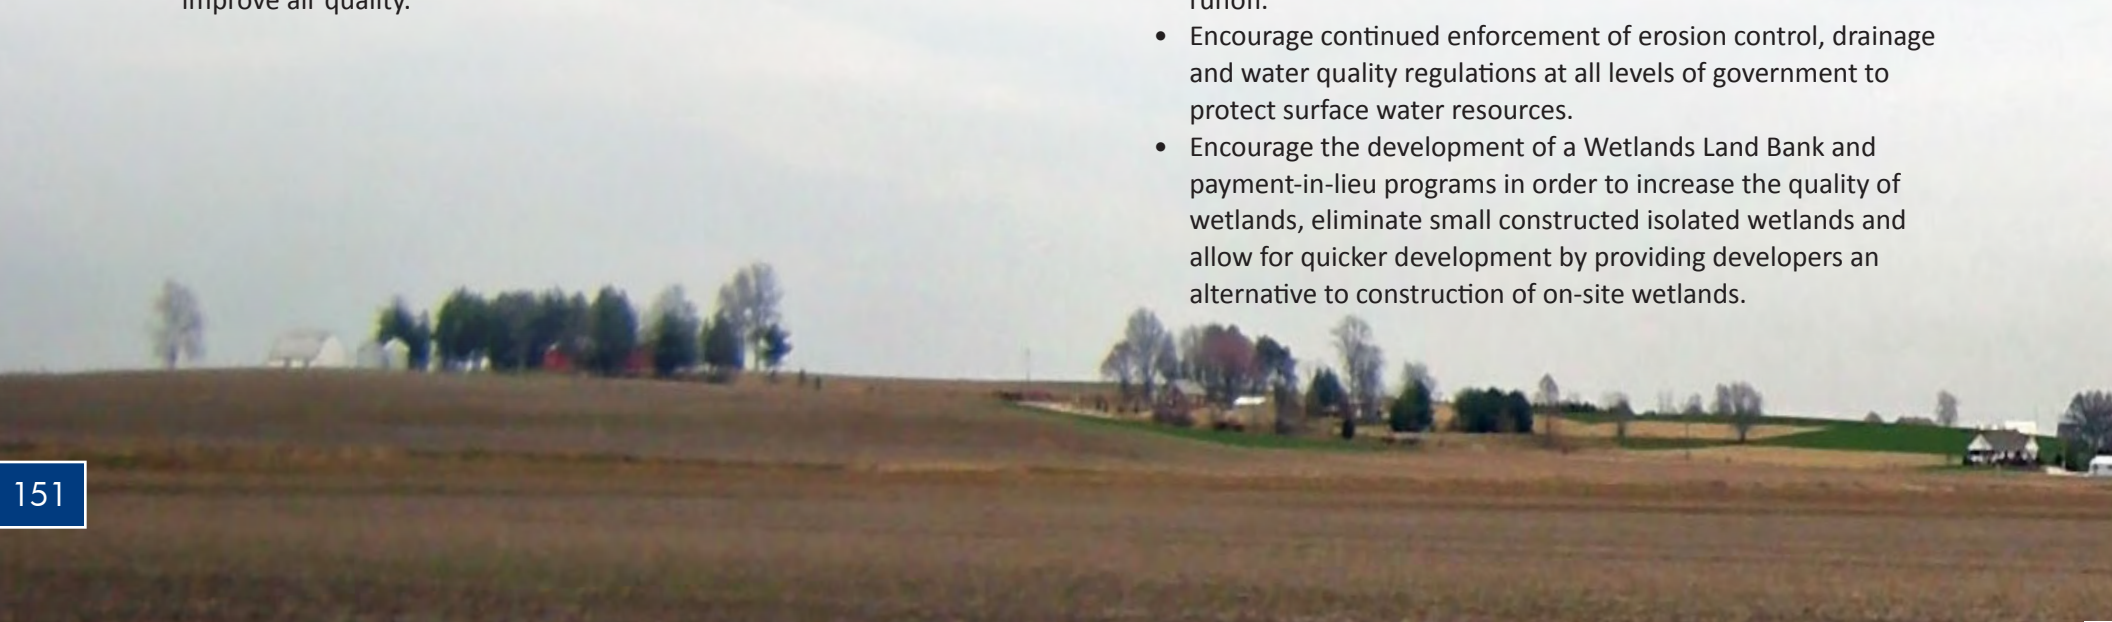 improve air quality.
runoff.
• Encourage continued enforcement of erosion control, drainage
and water quality regulations at all levels of government to
protect surface water resources.
• Encourage the development of a Wetlands Land Bank and
payment-in-lieu programs in order to increase the quality of
wetlands, eliminate small constructed isolated wetlands and
allow for quicker development by providing developers an
alternative to construction of on-site wetlands.
151